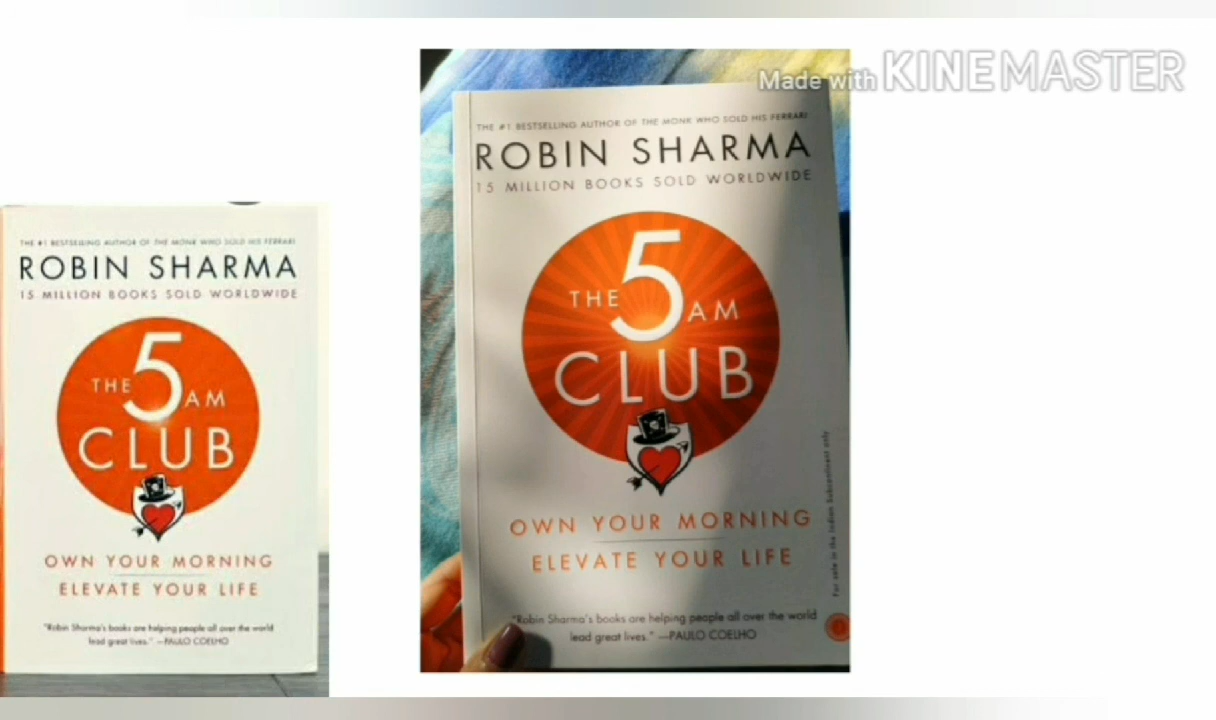 Made with KINEMASTER
THE #1 BESTSELLING AUTHOR OF THE MONK WHO SOLD HIS FERRARI
ROBIN SHARMA
15 MILLION BOOKS SOLD WORLDWIDE
THE 5 AM
CLUB
OWN YOUR MORNING
ELEVATE YOUR LIFE
"Robin Sharma's books are helping people all over the world
lead great lives." —PAULO COELHO
THE #1 BESTSELLING AUTHOR OF THE MONK WHO SOLD HIS FERRARI
ROBIN SHARMA
15 MILLION BOOKS SOLD WORLDWIDE
THE 5 AM
CLUB
OWN YOUR MORNING
ELEVATE YOUR LIFE
"Robin Sharma's books are helping people all over the world
lead great lives." —PAULO COELHO
For sale in the Indian Subcontinent only